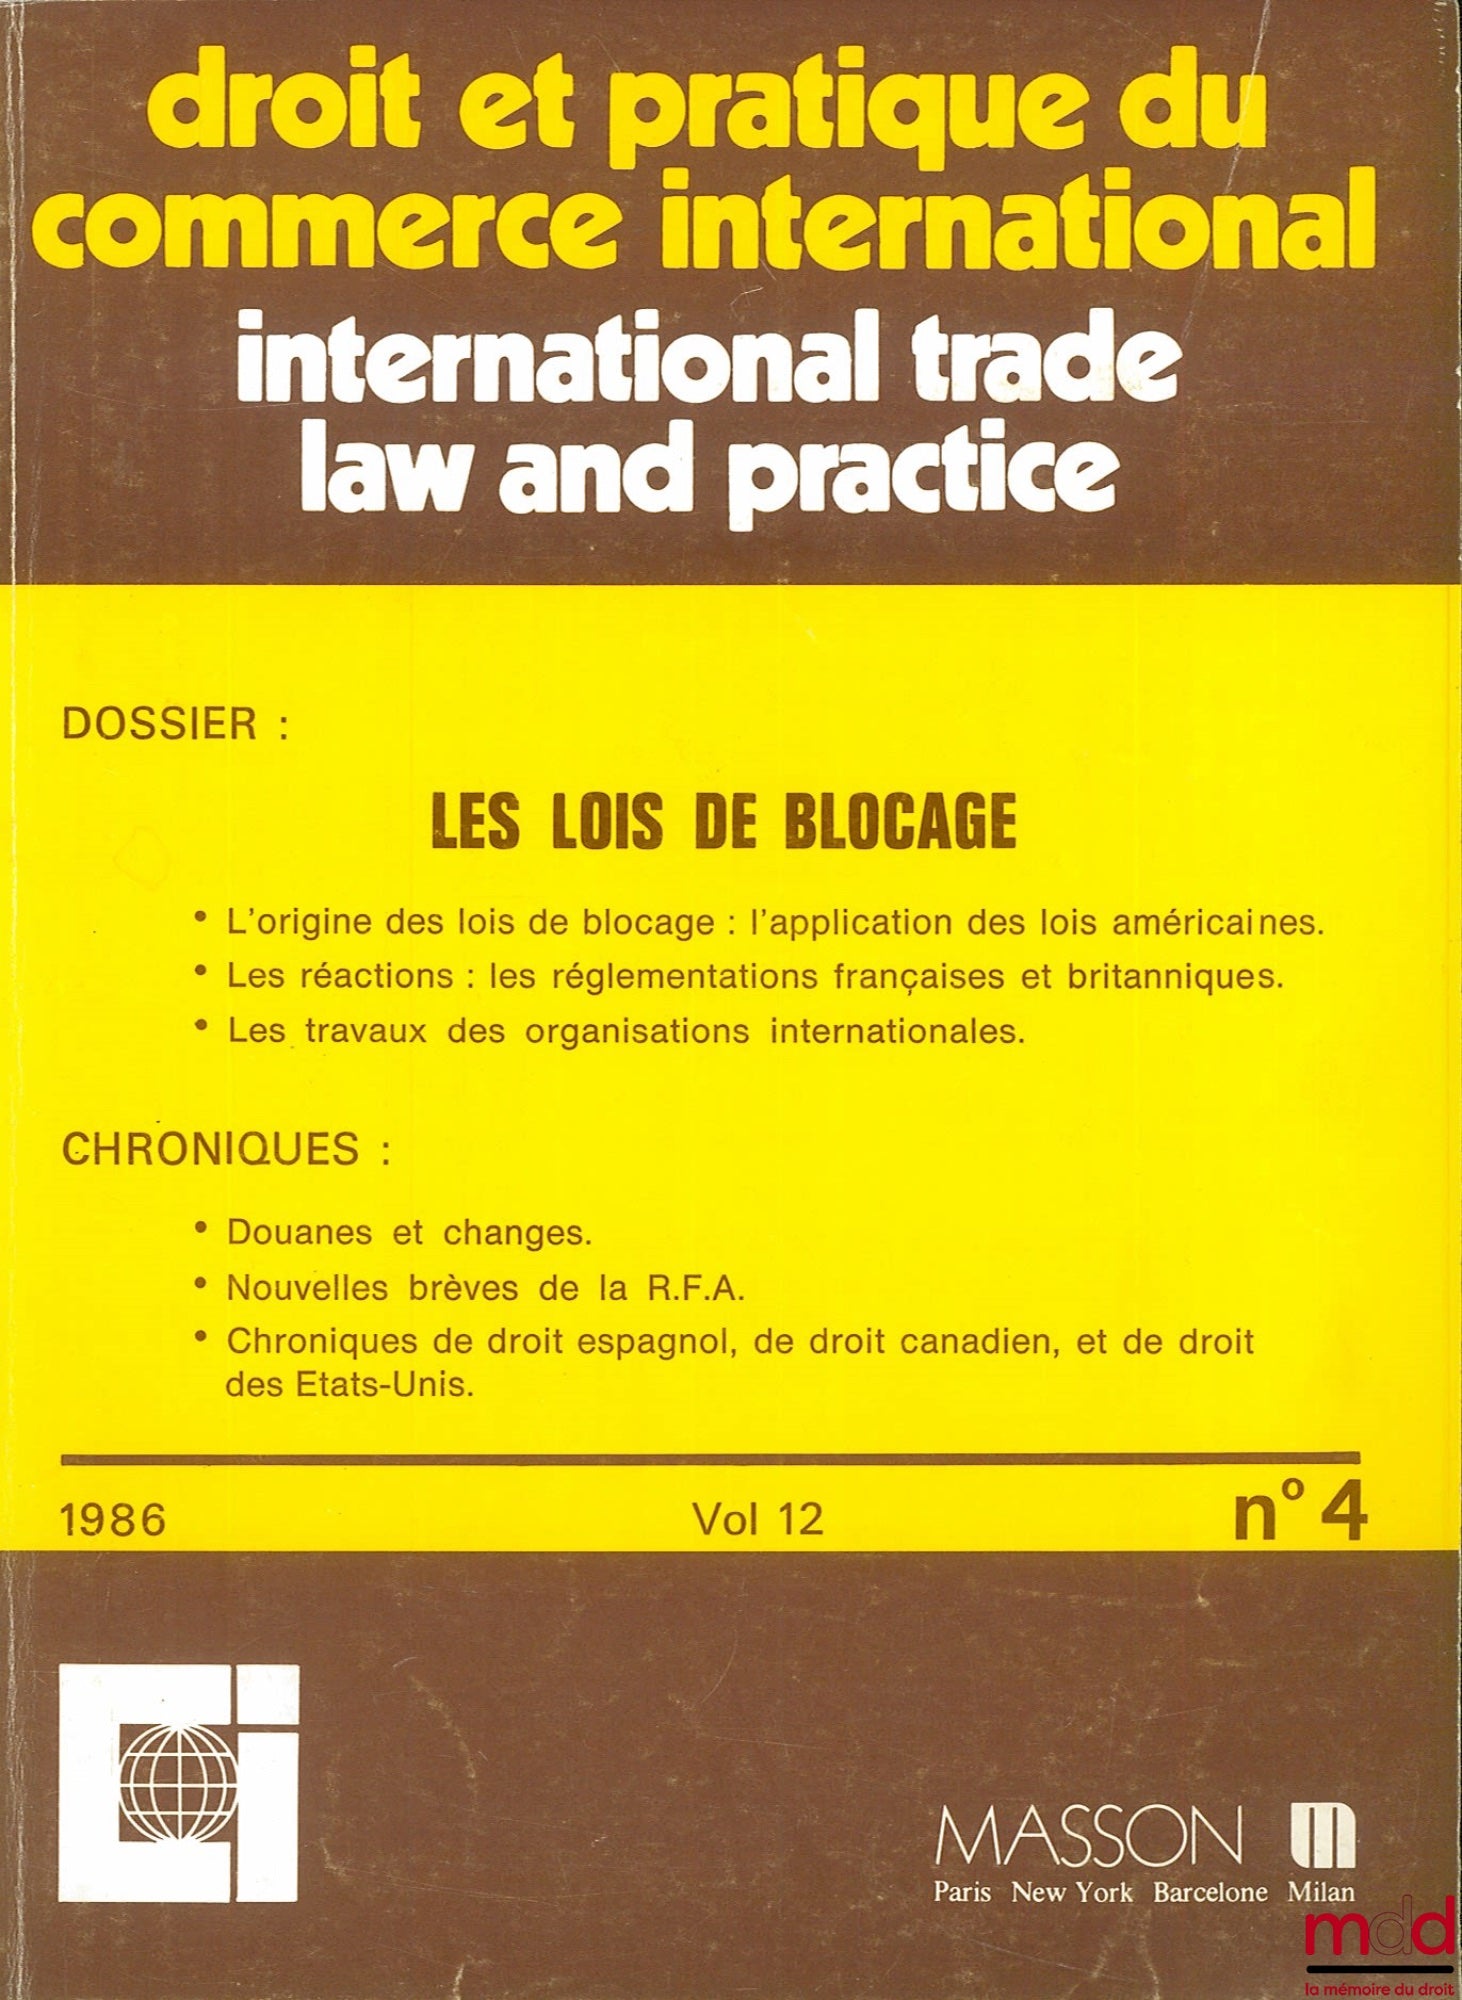 droit et pratique du
commerce international
international trade
law and practice
DOSSIER :
LES LOIS DE BLOCAGE
• L'origine des lois de blocage : l'application des lois américaines.
• Les réactions : les réglementations françaises et britanniques.
• Les travaux des organisations internationales.
CHRONIQUES :
• Douanes et changes.
• Nouvelles brèves de la R.F.A.
• Chroniques de droit espagnol, de droit canadien, et de droit
des Etats-Unis.
1986 Vol 12 n° 4
ci
MASSON m
Paris New York Barcelone Milan
mdd
la mémoire du droit